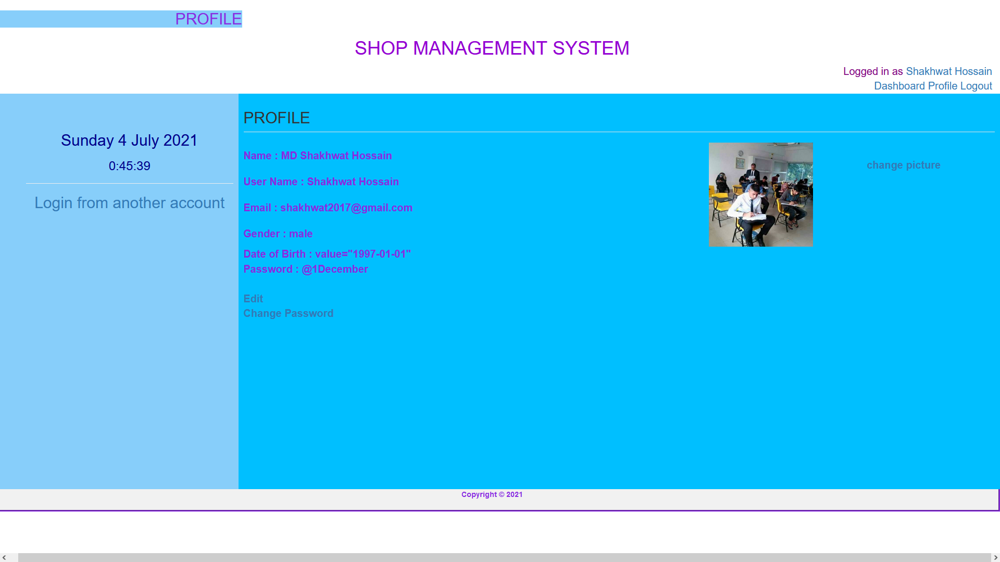 PROFILE
SHOP MANAGEMENT SYSTEM
Logged in as Shakhwat Hossain
Dashboard Profile Logout
Sunday 4 July 2021
0:45:39
Login from another account
PROFILE
Name : MD Shakhwat Hossain
User Name : Shakhwat Hossain
Email : shakhwat2017@gmail.com
Gender : male
Date of Birth : value="1997-01-01"
Password : @1December
Edit
Change Password
change picture
Copyright © 2021